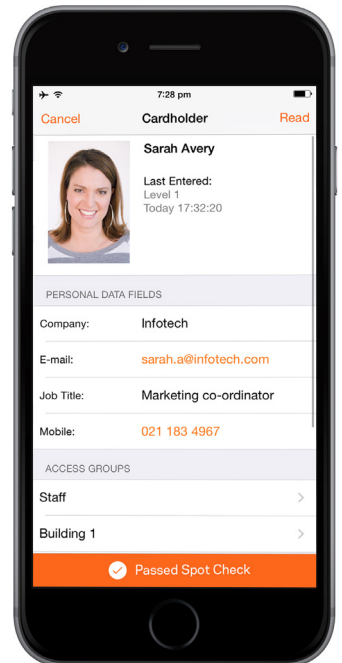 7:28 pm
Cancel Cardholder Read
Sarah Avery
Last Entered:
Level 1
Today 17:32:20
PERSONAL DATA FIELDS
Company: Infotech
E-mail: sarah.a@infotech.com
Job Title: Marketing co-ordinator
Mobile: 021 183 4967
ACCESS GROUPS
Staff
Building 1
Passed Spot Check